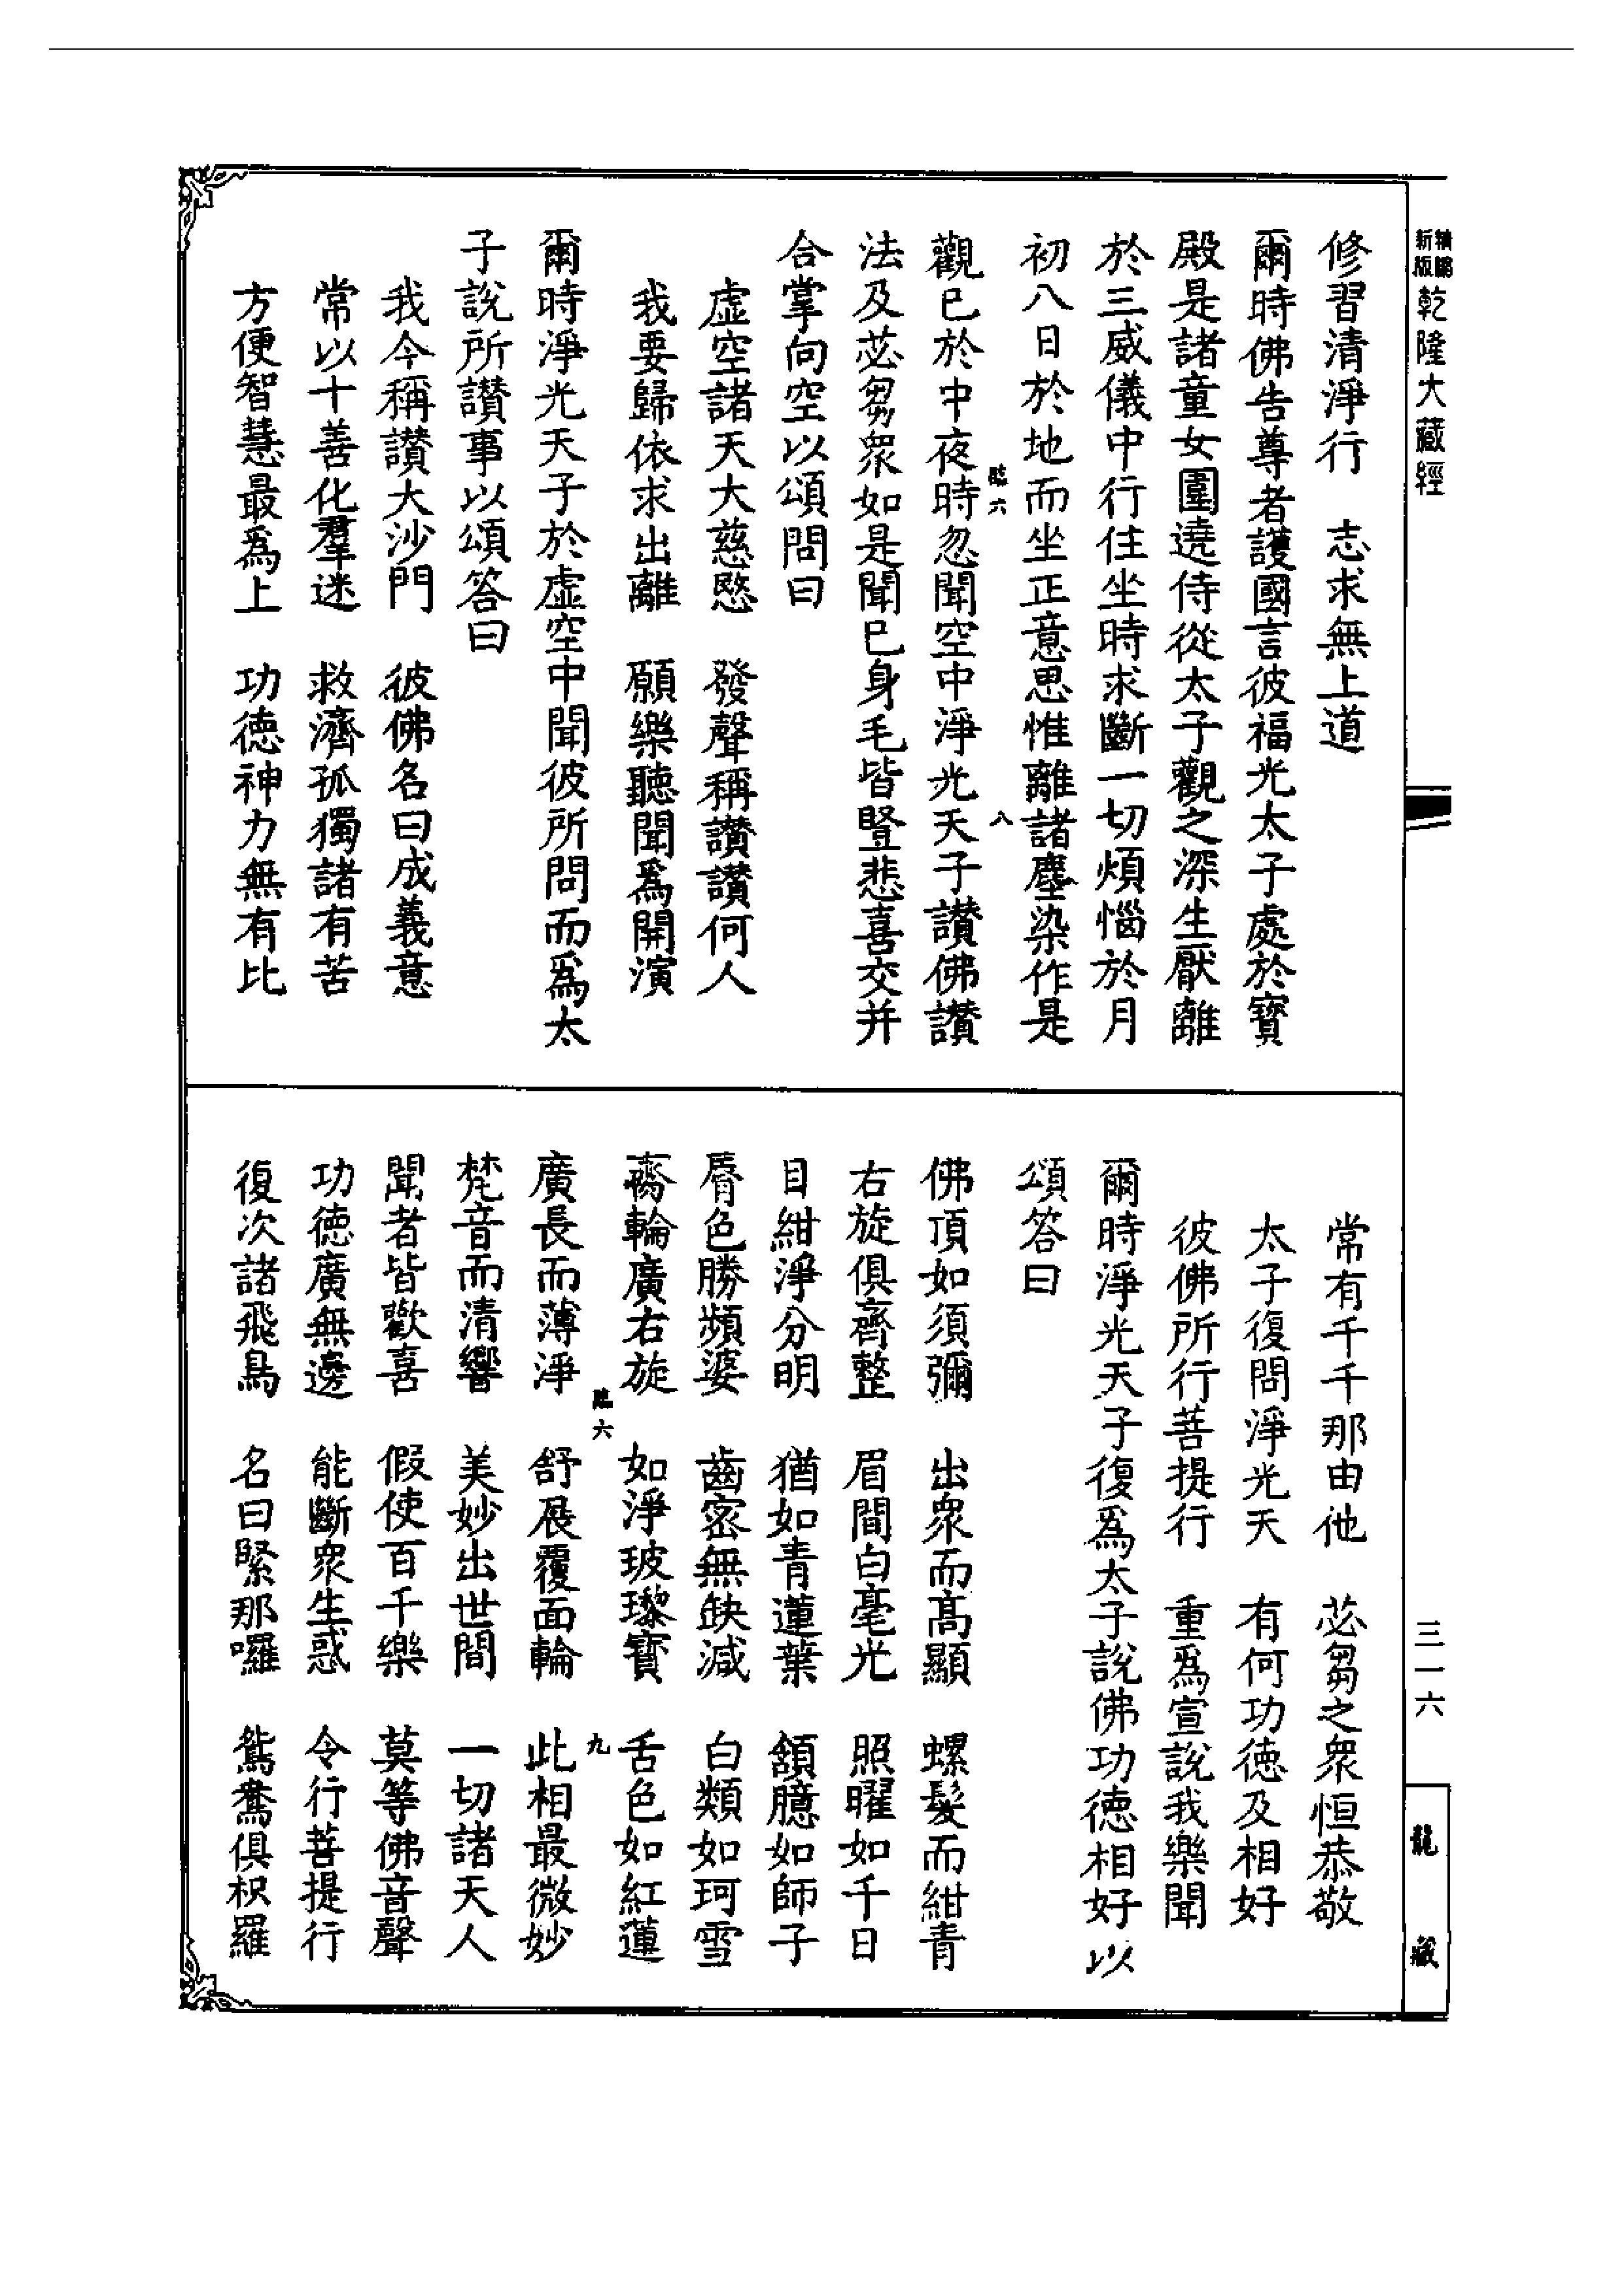 精編
新版
乾隆大藏經
修習清淨行　志求無上道
爾時佛告尊者護國言彼福光太子處於寶
殿是諸童女圍遶侍從太子觀之深生厭離
於三威儀中行住坐時求斷一切煩惱於月
初八日於地而坐正意思惟離諸塵染作是
臨六　八
觀已於中夜時忽聞空中淨光天子讚佛讚
法及苾芻衆如是聞已身毛皆豎悲喜交并
合掌向空以頌問曰
虛空諸天大慈愍　發聲稱讚讚何人
我要歸依求出離　願樂聽聞爲開演
爾時淨光天子於虛空中聞彼所問而爲太
子說所讚事以頌答曰
我今稱讚大沙門　彼佛名曰成義意
常以十善化羣迷　救濟孤獨諸有苦
方便智慧最爲上　功德神力無有比
常有千千那由他　苾芻之衆恒恭敬
太子復問淨光天　有何功德及相好
彼佛所行菩提行　重爲宣說我樂聞
爾時淨光天子復爲太子說佛功德相好以
頌答曰
佛頂如須彌　出衆而高顯　螺髮而紺青
右旋俱齊整　眉間白毫光　照曜如千日
目紺淨分明　猶如青蓮葉　頷臆如師子
脣色勝頻婆　齒密無缺減　白類如珂雪
臍輪廣右旋　如淨玻瓈寶　舌色如紅蓮
臨六　九
廣長而薄淨　舒展覆面輪　此相最微妙
梵音而清響　美妙出世間　一切諸天人
聞者皆歡喜　假使百千樂　莫等佛音聲
功德廣無邊　能斷衆生惑　令行菩提行
復次諸飛鳥　名曰緊那囉　鴛鴦俱枳羅
三一六
龍藏